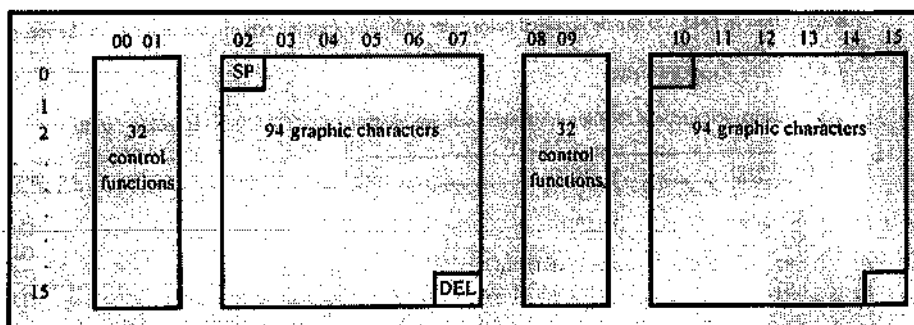 00 01 02 03 04 05 06 07 08 09 10 11 12 13 14 15
0 SP
1
2 32 94 graphic characters 32 94 graphic characters
control control
functions functions
.
.
.
15 DEL